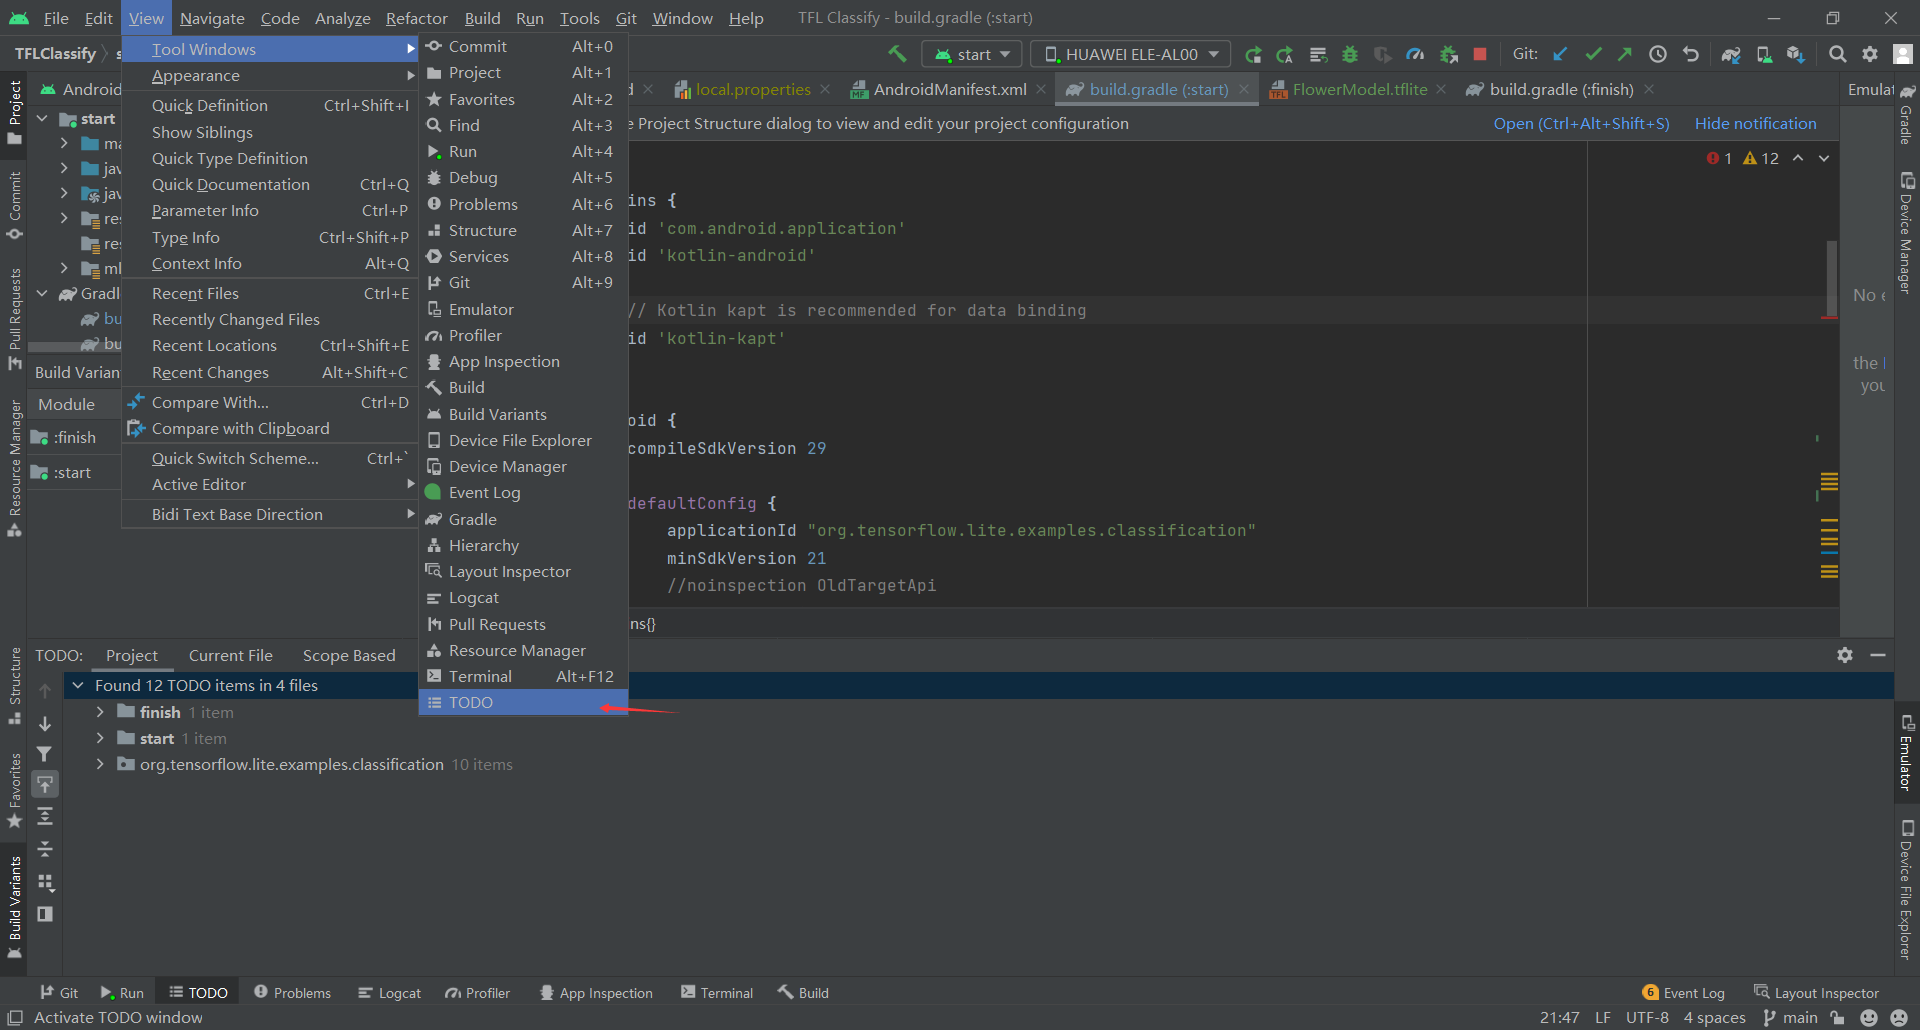 File Edit View Navigate Code Analyze Refactor Build Run Tools Git Window Help TFL Classify - build.gradle (:start)
TFLClassify start HUAWEI ELE-AL00 Git:
Android local.properties AndroidManifest.xml build.gradle (:start) FlowerModel.tflite build.gradle (:finish)
Tool Windows
Appearance
Quick Definition Ctrl+Shift+I
Show Siblings
Quick Type Definition
Quick Documentation Ctrl+Q
Parameter Info Ctrl+P
Type Info Ctrl+Shift+P
Context Info Alt+Q
Recent Files Ctrl+E
Recently Changed Files
Recent Locations Ctrl+Shift+E
Recent Changes Alt+Shift+C
Compare With... Ctrl+D
Compare with Clipboard
Quick Switch Scheme... Ctrl+`
Active Editor
Bidi Text Base Direction
Commit Alt+0
Project Alt+1
Favorites Alt+2
Find Alt+3
Run Alt+4
Debug Alt+5
Problems Alt+6
Structure Alt+7
Services Alt+8
Git Alt+9
Emulator
Profiler
App Inspection
Build
Build Variants
Device File Explorer
Device Manager
Event Log
Gradle
Hierarchy
Layout Inspector
Logcat
Pull Requests
Resource Manager
Terminal Alt+F12
TODO
start
ma
jav
jav
res
res
ml
Gradl
bu
bu
Build Varian
Module
:finish
:start
e Project Structure dialog to view and edit your project configuration Open (Ctrl+Alt+Shift+S) Hide notification
1 12
ins {
id 'com.android.application'
id 'kotlin-android'
// Kotlin kapt is recommended for data binding
id 'kotlin-kapt'
oid {
compileSdkVersion 29
defaultConfig {
applicationId "org.tensorflow.lite.examples.classification"
minSdkVersion 21
//noinspection OldTargetApi
ns{}
Emulat
No e
the
you
TODO: Project Current File Scope Based
Found 12 TODO items in 4 files
finish 1 item
start 1 item
org.tensorflow.lite.examples.classification 10 items
Project
Commit
Pull Requests
Resource Manager
Structure
Favorites
Build Variants
Gradle
Device Manager
Emulator
Device File Explorer
Git Run TODO Problems Logcat Profiler App Inspection Terminal Build 6 Event Log Layout Inspector
Activate TODO window 21:47 LF UTF-8 4 spaces main